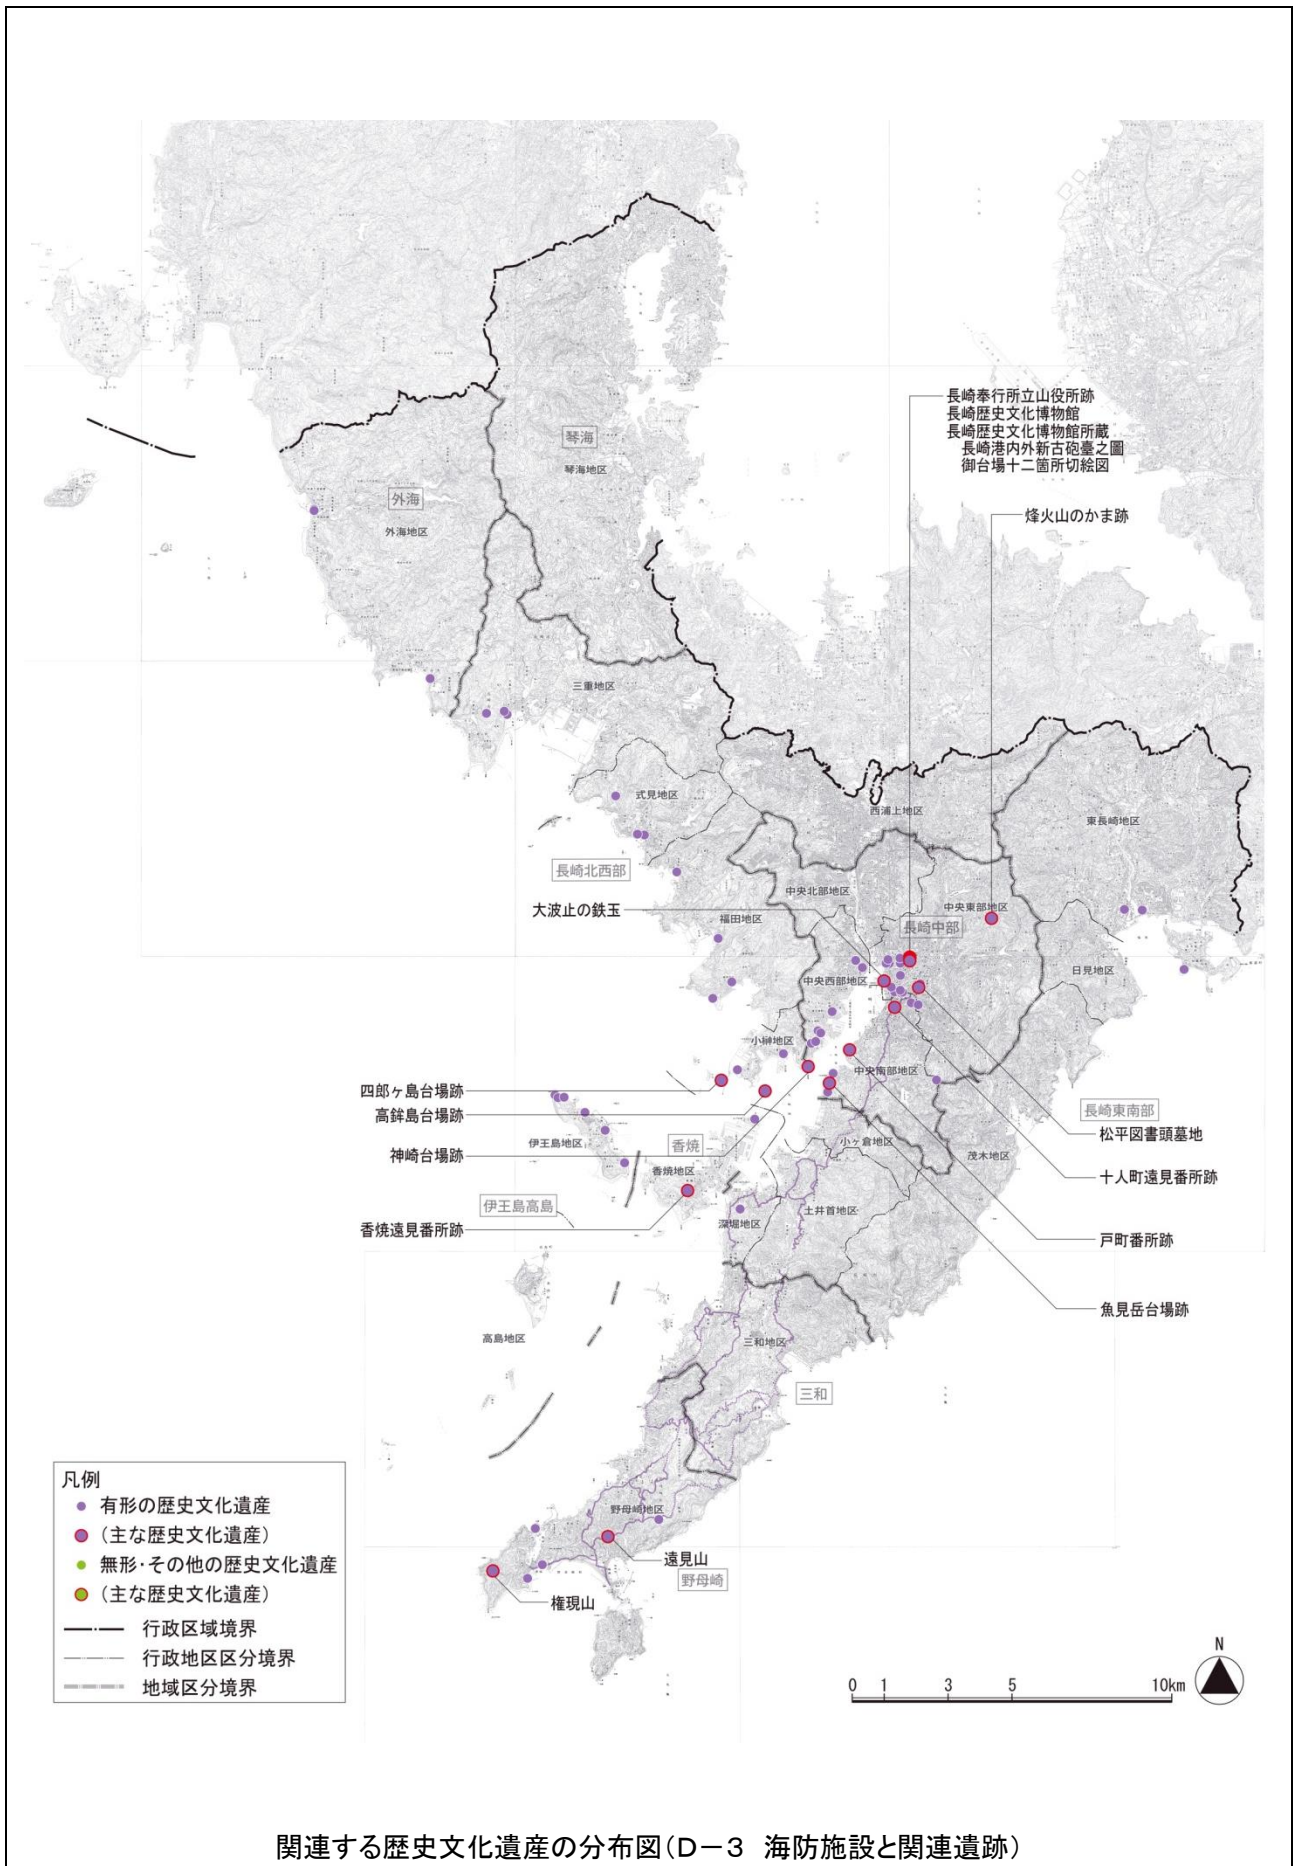 長崎奉行所立山役所跡
長崎歴史文化博物館
長崎歴史文化博物館所蔵
長崎港内外新古砲臺之圖
御台場十二箇所切絵図
琴海
琴海地区
外海
外海地区
烽火山のかま跡
三重地区
式見地区
西浦上地区
東長崎地区
長崎北西部
中央北部地区
大波止の鉄玉
福田地区
中央東部地区
長崎中部
日見地区
中央西部地区
小榊地区
中央南部地区
四郎ヶ島台場跡
高鉾島台場跡
長崎東南部
松平図書頭墓地
伊王島地区
香焼
小ヶ倉地区
神崎台場跡
茂木地区
香焼地区
十人町遠見番所跡
伊王島高島
土井首地区
深堀地区
香焼遠見番所跡
戸町番所跡
魚見岳台場跡
高島地区
三和地区
三和
野母崎地区
遠見山
野母崎
権現山
凡例
有形の歴史文化遺産
(主な歴史文化遺産)
無形・その他の歴史文化遺産
(主な歴史文化遺産)
行政区域境界
行政地区区分境界
地域区分境界
N
0 1 3 5 10km
関連する歴史文化遺産の分布図(D-3 海防施設と関連遺跡)